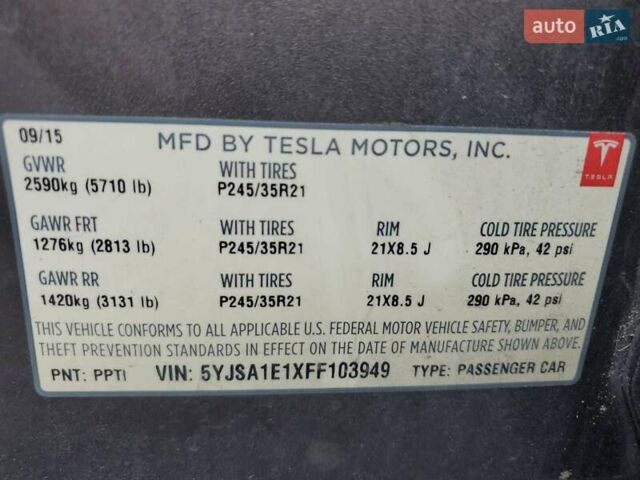 auto RIA.com
09/15
MFD BY TESLA MOTORS, INC.
TESLA
GVWR WITH TIRES
2590kg (5710 lb) P245/35R21
GAWR FRT WITH TIRES RIM COLD TIRE PRESSURE
1276kg (2813 lb) P245/35R21 21X8.5 J 290 kPa, 42 psi
GAWR RR WITH TIRES RIM COLD TIRE PRESSURE
1420kg (3131 lb) P245/35R21 21X8.5 J 290 kPa, 42 psi
THIS VEHICLE CONFORMS TO ALL APPLICABLE U.S. FEDERAL MOTOR VEHICLE SAFETY, BUMPER, AND
THEFT PREVENTION STANDARDS IN EFFECT ON THE DATE OF MANUFACTURE SHOWN ABOVE.
PNT: PPTI VIN: 5YJSA1E1XFF103949 TYPE: PASSENGER CAR